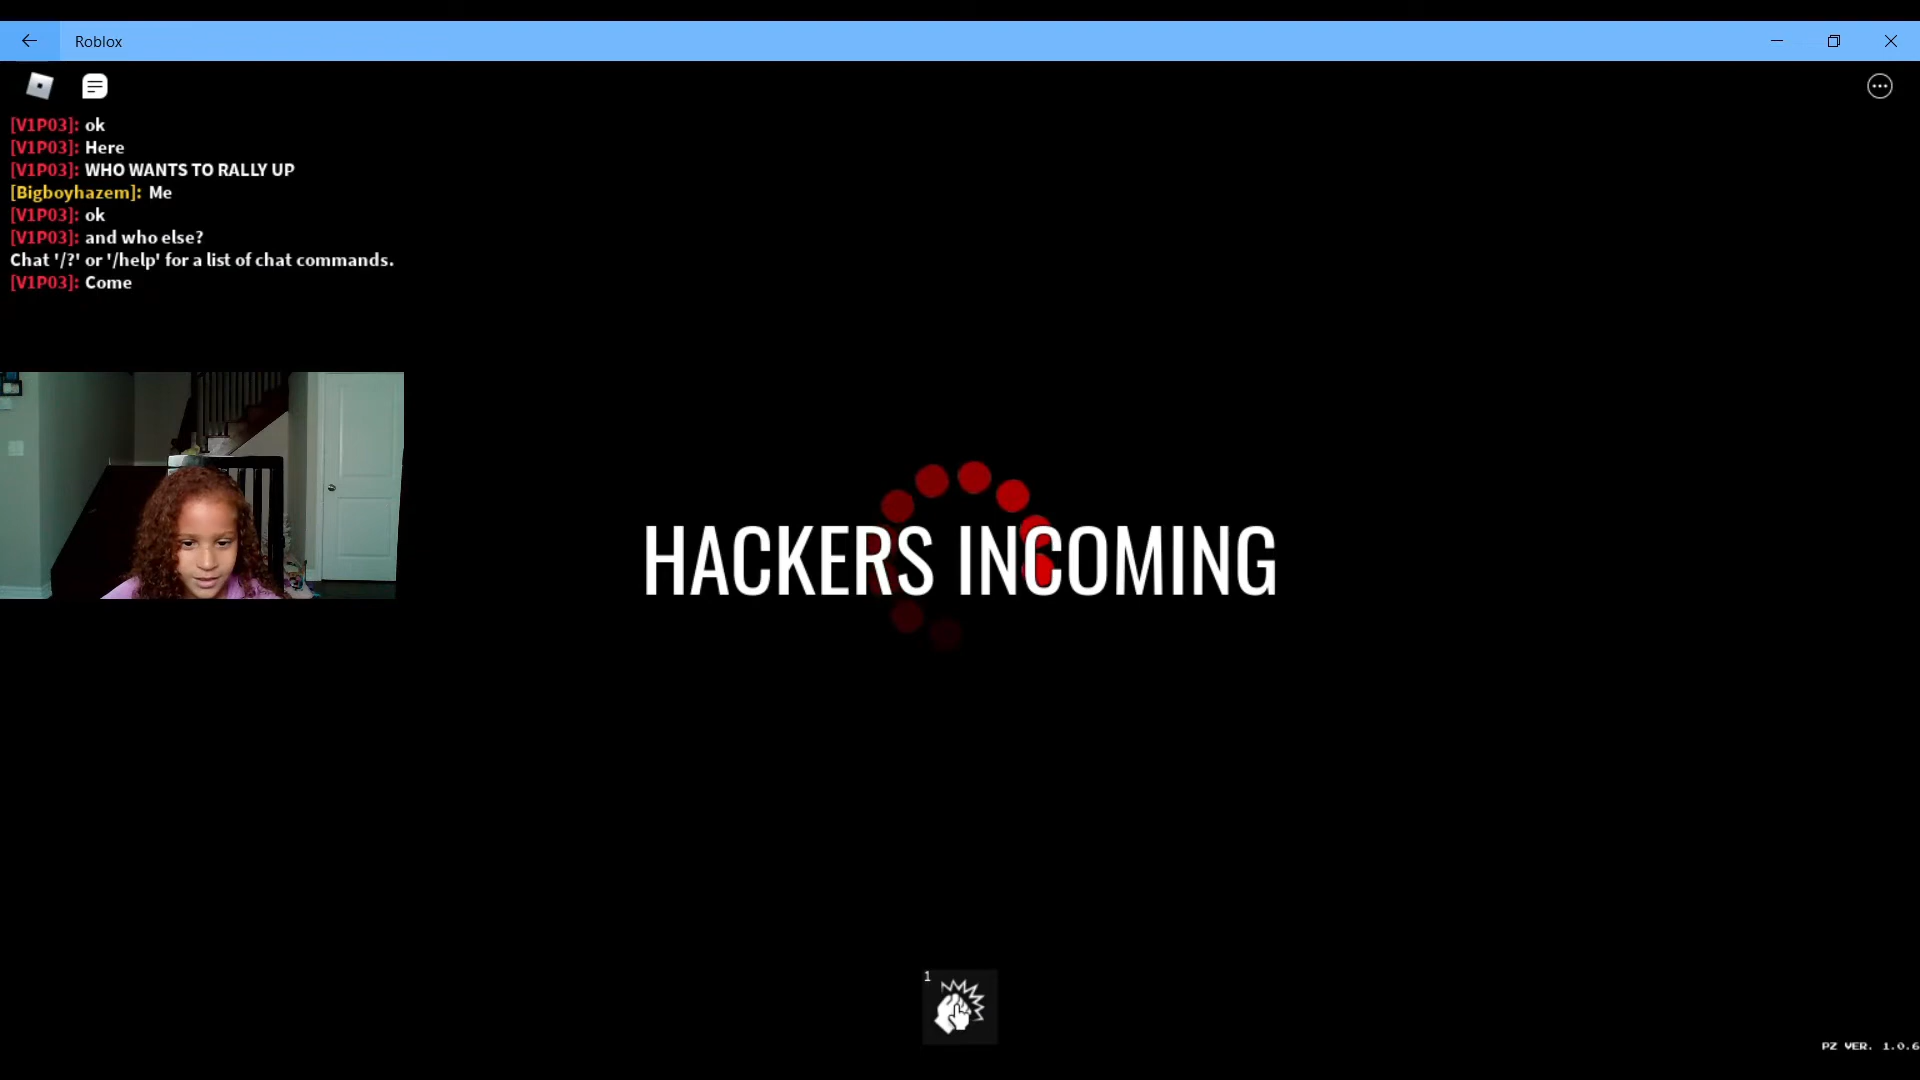 Roblox
[V1P03]: ok
[V1P03]: Here
[V1P03]: WHO WANTS TO RALLY UP
[Bigboyhazem]: Me
[V1P03]: ok
[V1P03]: and who else?
Chat '/?' or '/help' for a list of chat commands.
[V1P03]: Come
HACKERS INCOMING
1
PZ VER. 1.0.6